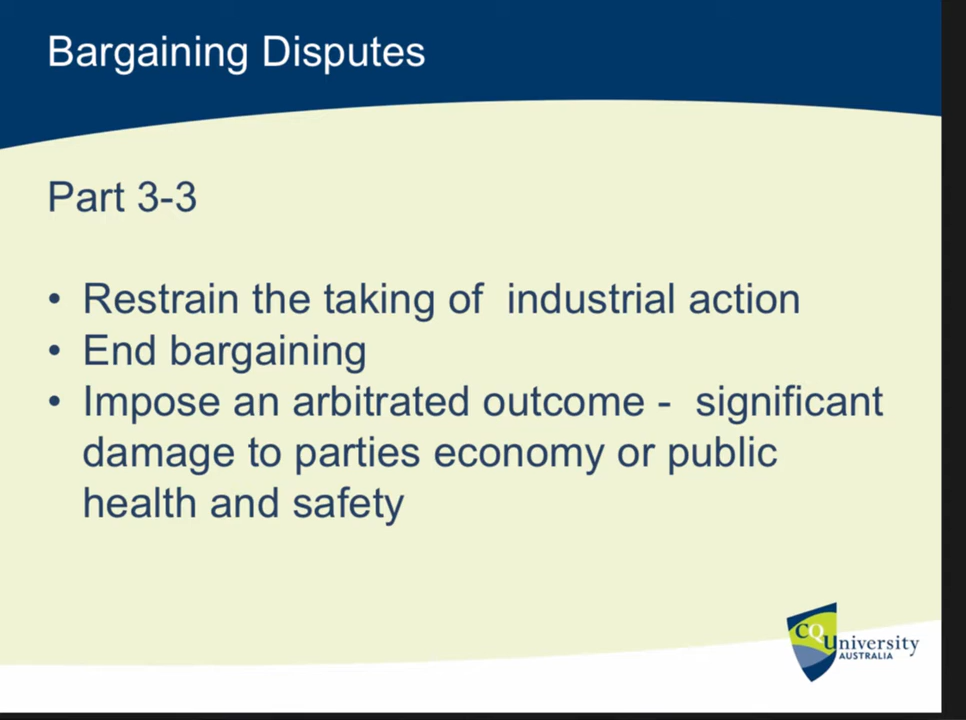 Bargaining Disputes
Part 3-3
• Restrain the taking of  industrial action
• End bargaining
• Impose an arbitrated outcome -  significant
damage to parties economy or public
health and safety
CQUniversity
AUSTRALIA